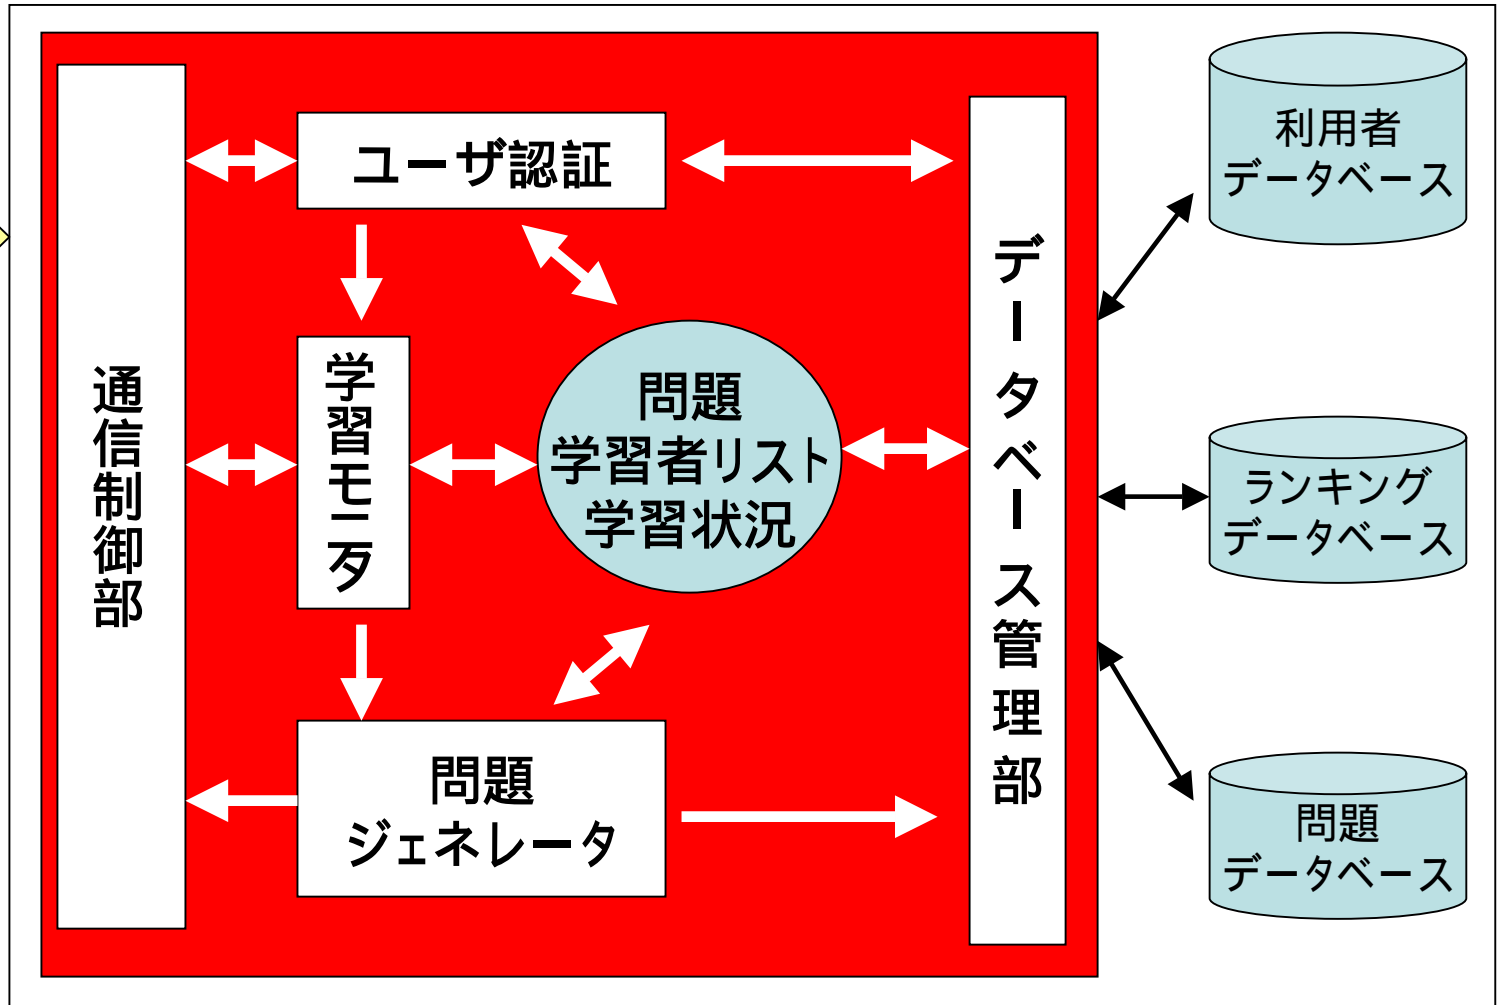 通信制御部
ユーザ認証
学習モニタ
問題
学習者リスト
学習状況
問題
ジェネレータ
データベース管理部
利用者
データベース
ランキング
データベース
問題
データベース